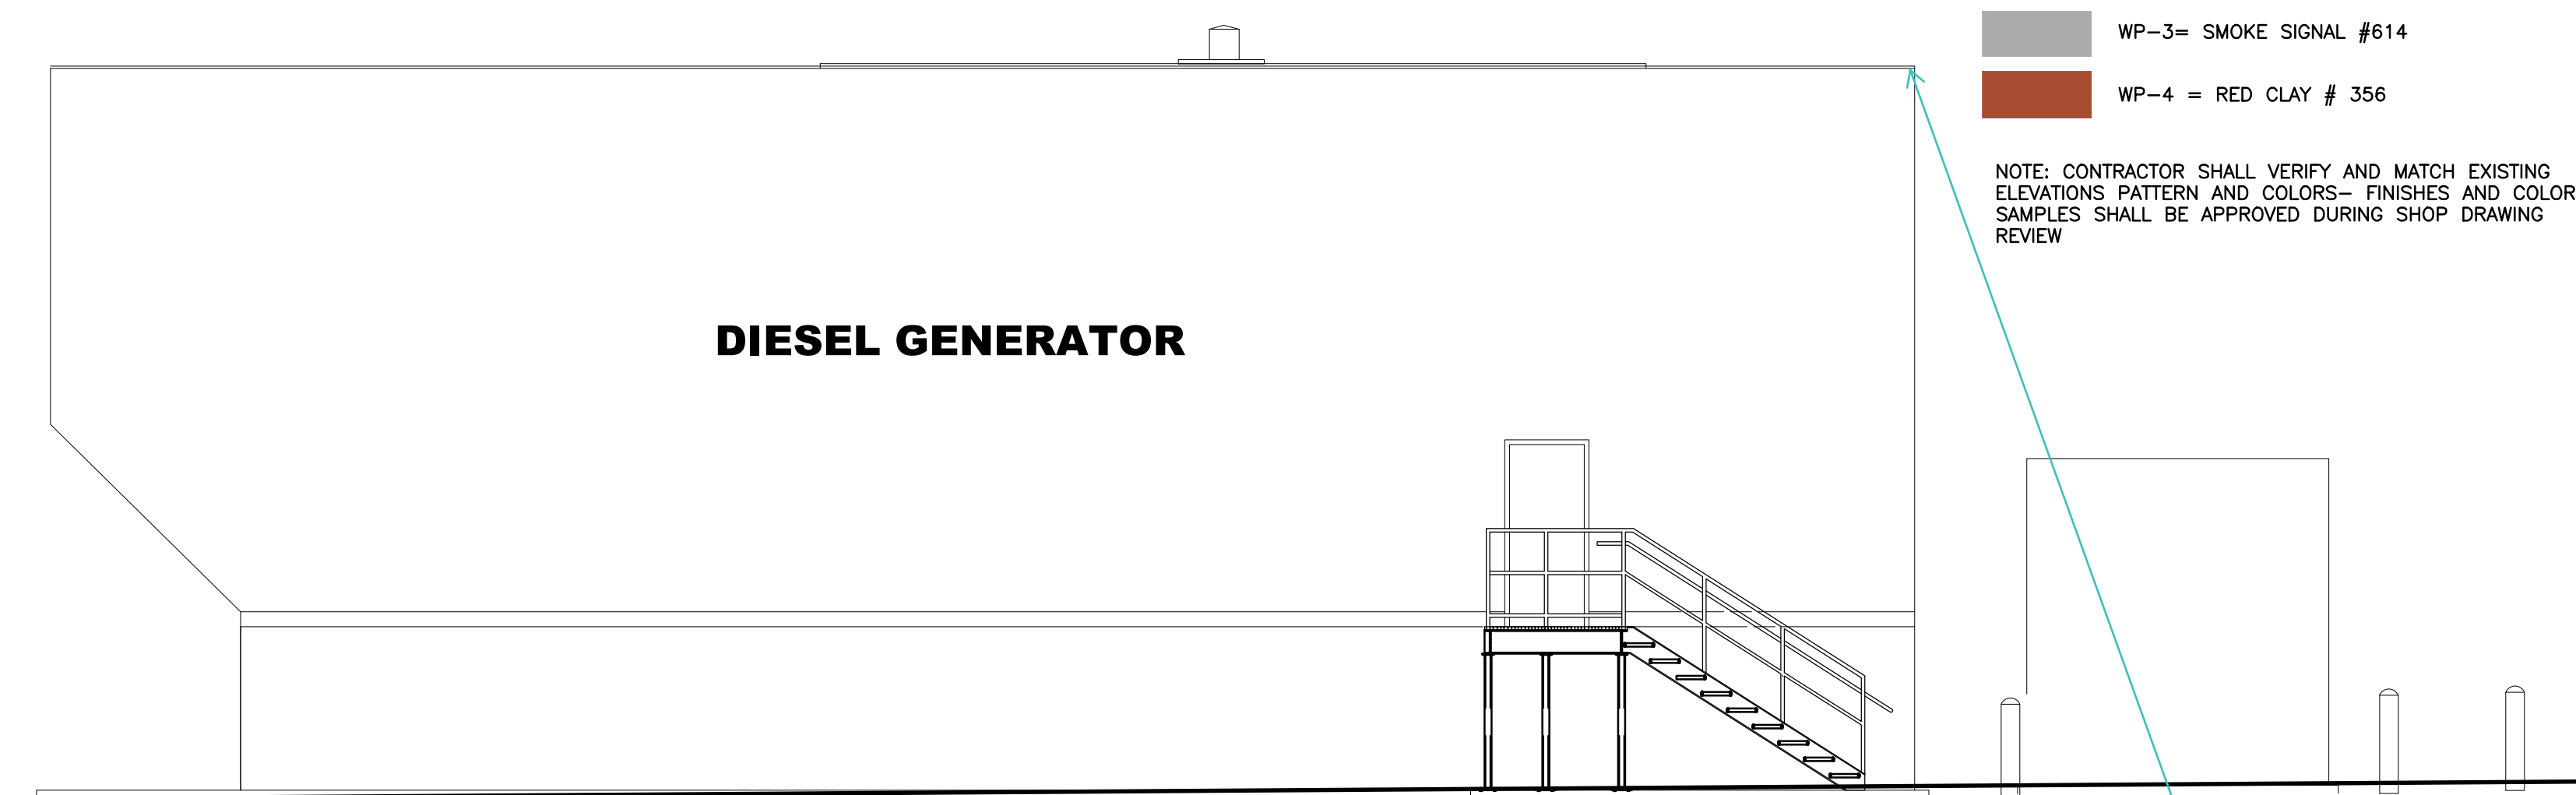 WP-3= SMOKE SIGNAL #614
WP-4 = RED CLAY # 356
NOTE: CONTRACTOR SHALL VERIFY AND MATCH EXISTING
ELEVATIONS PATTERN AND COLORS- FINISHES AND COLOR
SAMPLES SHALL BE APPROVED DURING SHOP DRAWING
REVIEW
DIESEL GENERATOR